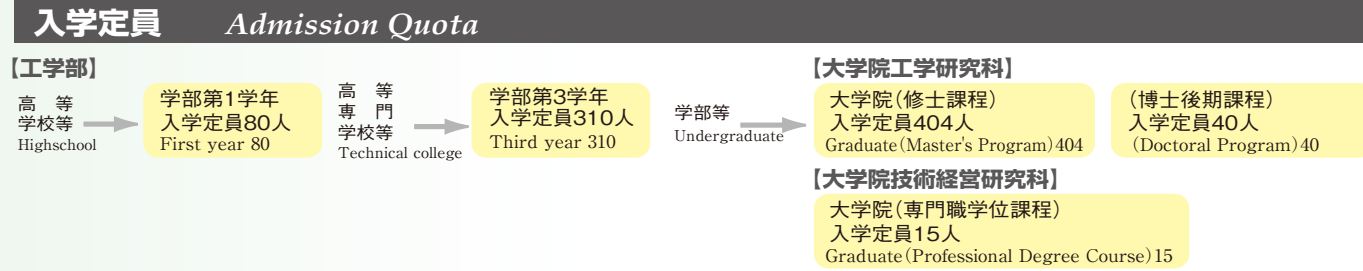 入学定員 Admission Quota
【工学部】
高 等
学校等
Highschool
学部第1学年
入学定員80人
First year 80
高 等
専 門
学校等
Technical college
学部第3学年
入学定員310人
Third year 310
学部等
Undergraduate
【大学院工学研究科】
大学院(修士課程)
入学定員404人
Graduate(Master's Program)404
(博士後期課程)
入学定員40人
(Doctoral Program)40
【大学院技術経営研究科】
大学院(専門職学位課程)
入学定員15人
Graduate(Professional Degree Course)15